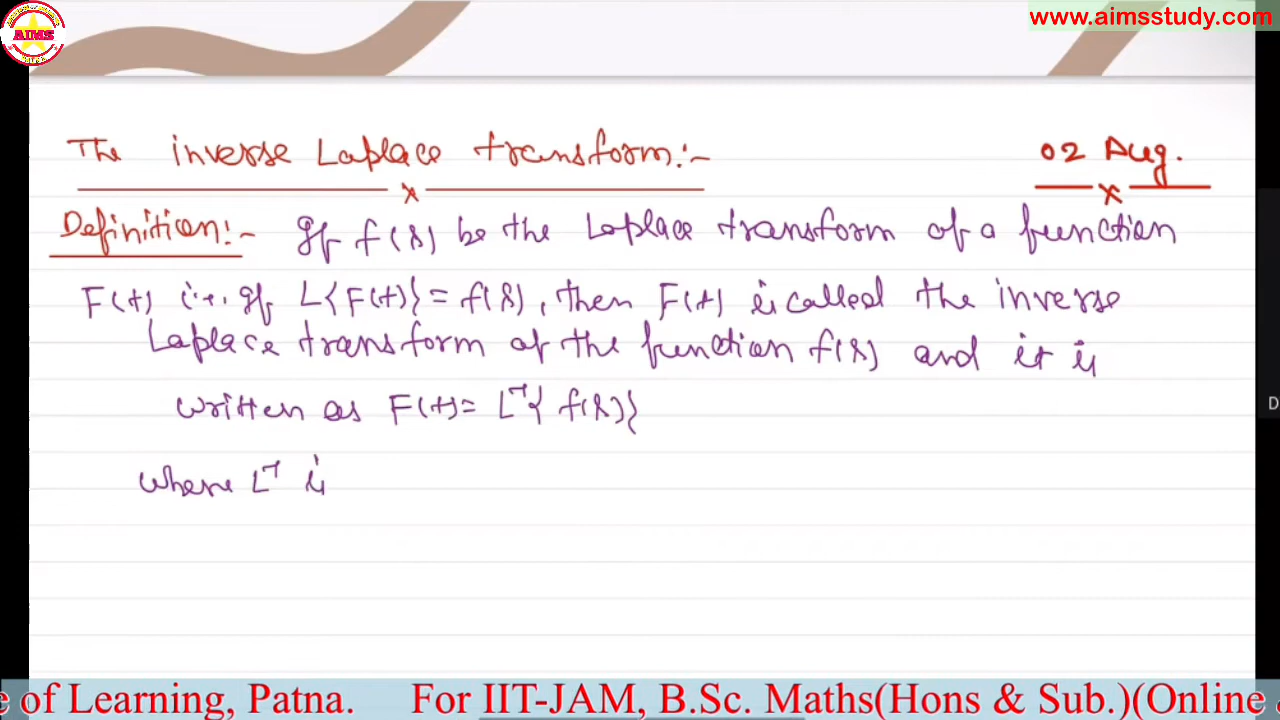 AIMS
www.aimsstudy.com
The inverse Laplace transform:-
02 Aug.
Definition:- If f(s) be the Laplace transform of a function
F(t) i.e. If L{F(t)} = f(s), then F(t) is called the inverse
Laplace transform of the function f(s) and it is
written as F(t) = L⁻¹{ f(s)}
where L⁻¹ is
D
e of Learning, Patna. For IIT-JAM, B.Sc. Maths(Hons & Sub.)(Online